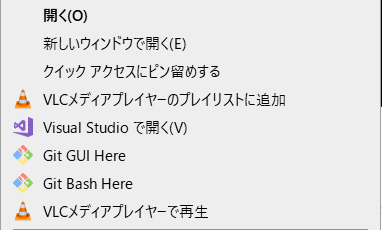 開く(O)
新しいウィンドウで開く(E)
クイック アクセスにピン留めする
VLCメディアプレイヤーのプレイリストに追加
Visual Studio で開く(V)
Git GUI Here
Git Bash Here
VLCメディアプレイヤーで再生